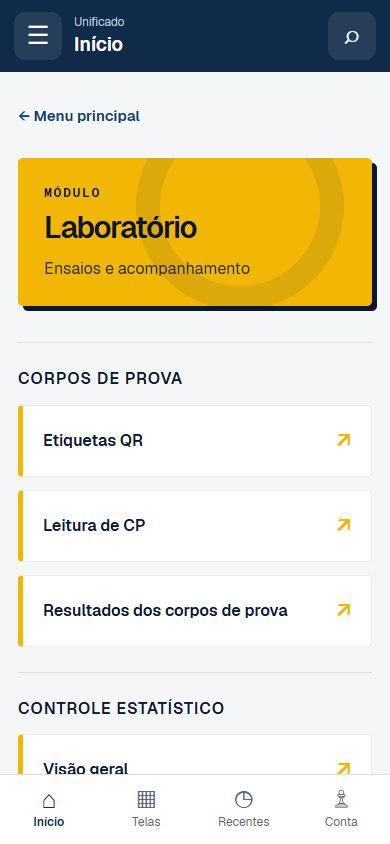 Unificado
Início
← Menu principal
MÓDULO
Laboratório
Ensaios e acompanhamento
CORPOS DE PROVA
Etiquetas QR
Leitura de CP
Resultados dos corpos de prova
CONTROLE ESTATÍSTICO
Visão geral
Início
Telas
Recentes
Conta